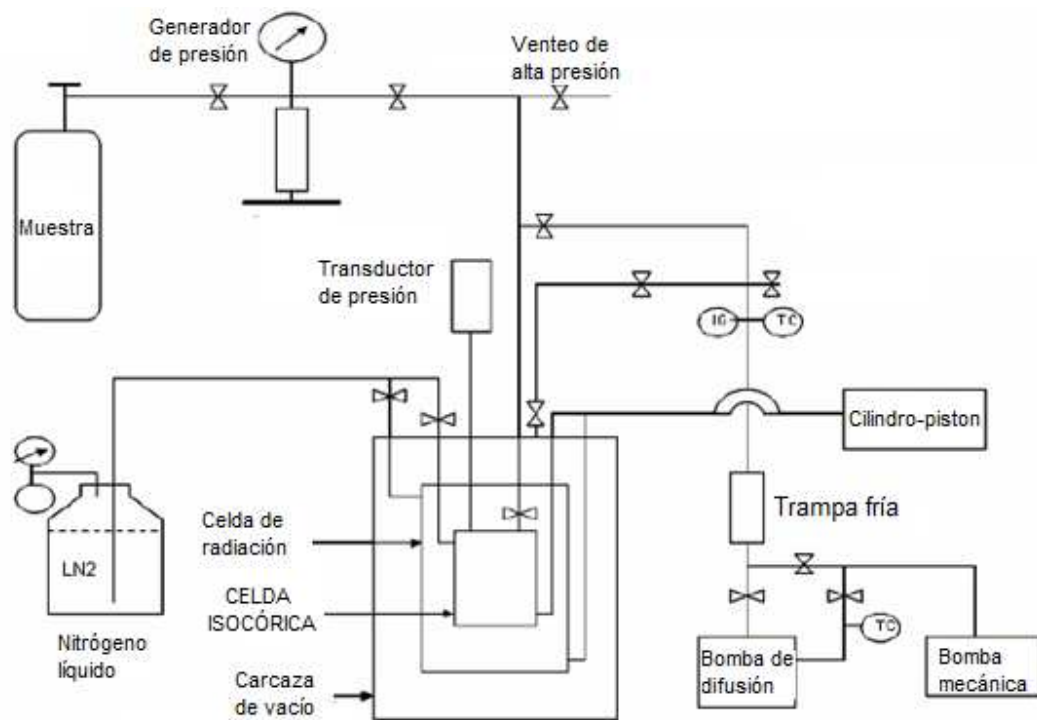 Generador
de presión
Venteo de
alta presión
Muestra
Transductor
de presión
IG
TC
Cilindro-piston
Trampa fría
LN2
Celda de
radiación
CELDA
ISOCÓRICA
Nitrógeno
líquido
Carcaza
de vacío
TC
Bomba de
difusión
Bomba
mecánica